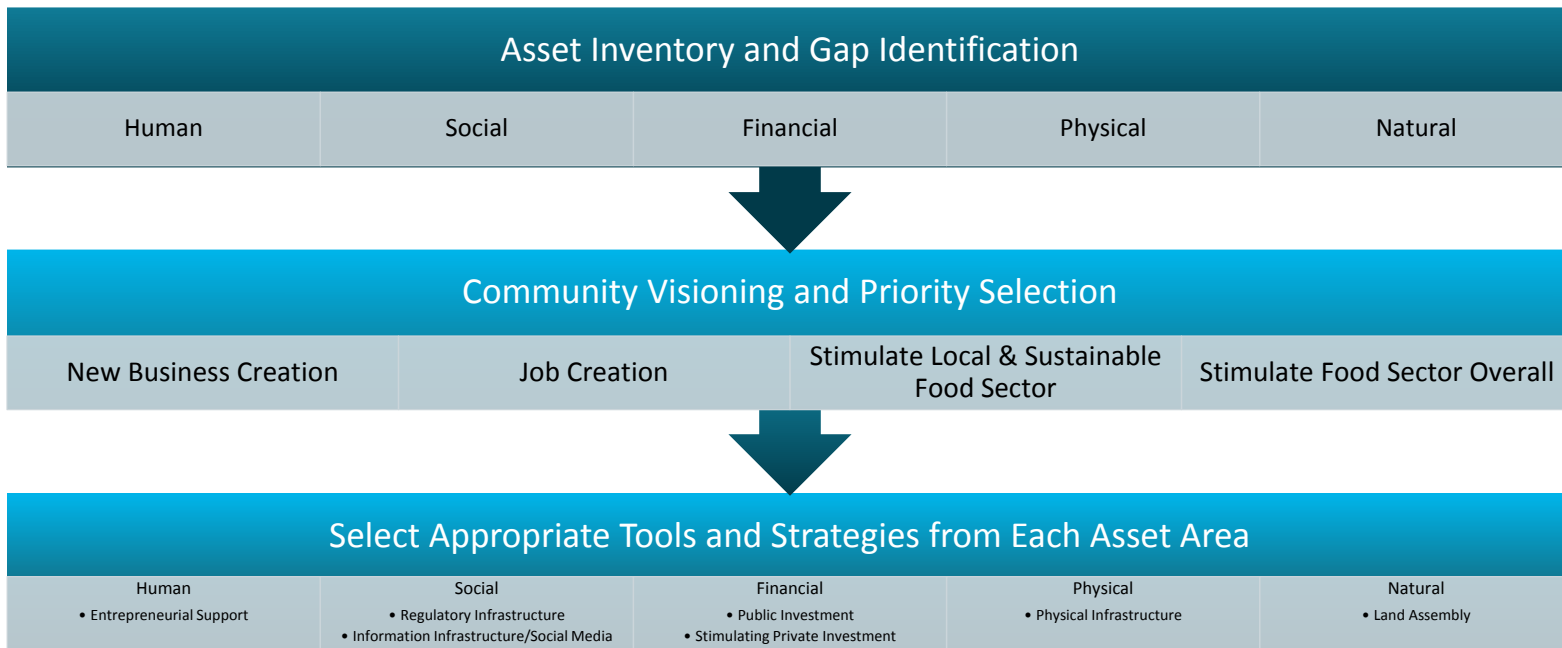 Asset Inventory and Gap Identification
Human
Social
Financial
Physical
Natural
Community Visioning and Priority Selection
New Business Creation
Job Creation
Stimulate Local & Sustainable
Food Sector
Stimulate Food Sector Overall
Select Appropriate Tools and Strategies from Each Asset Area
Human
• Entrepreneurial Support
Social
• Regulatory Infrastructure
• Information Infrastructure/Social Media
Financial
• Public Investment
• Stimulating Private Investment
Physical
• Physical Infrastructure
Natural
• Land Assembly